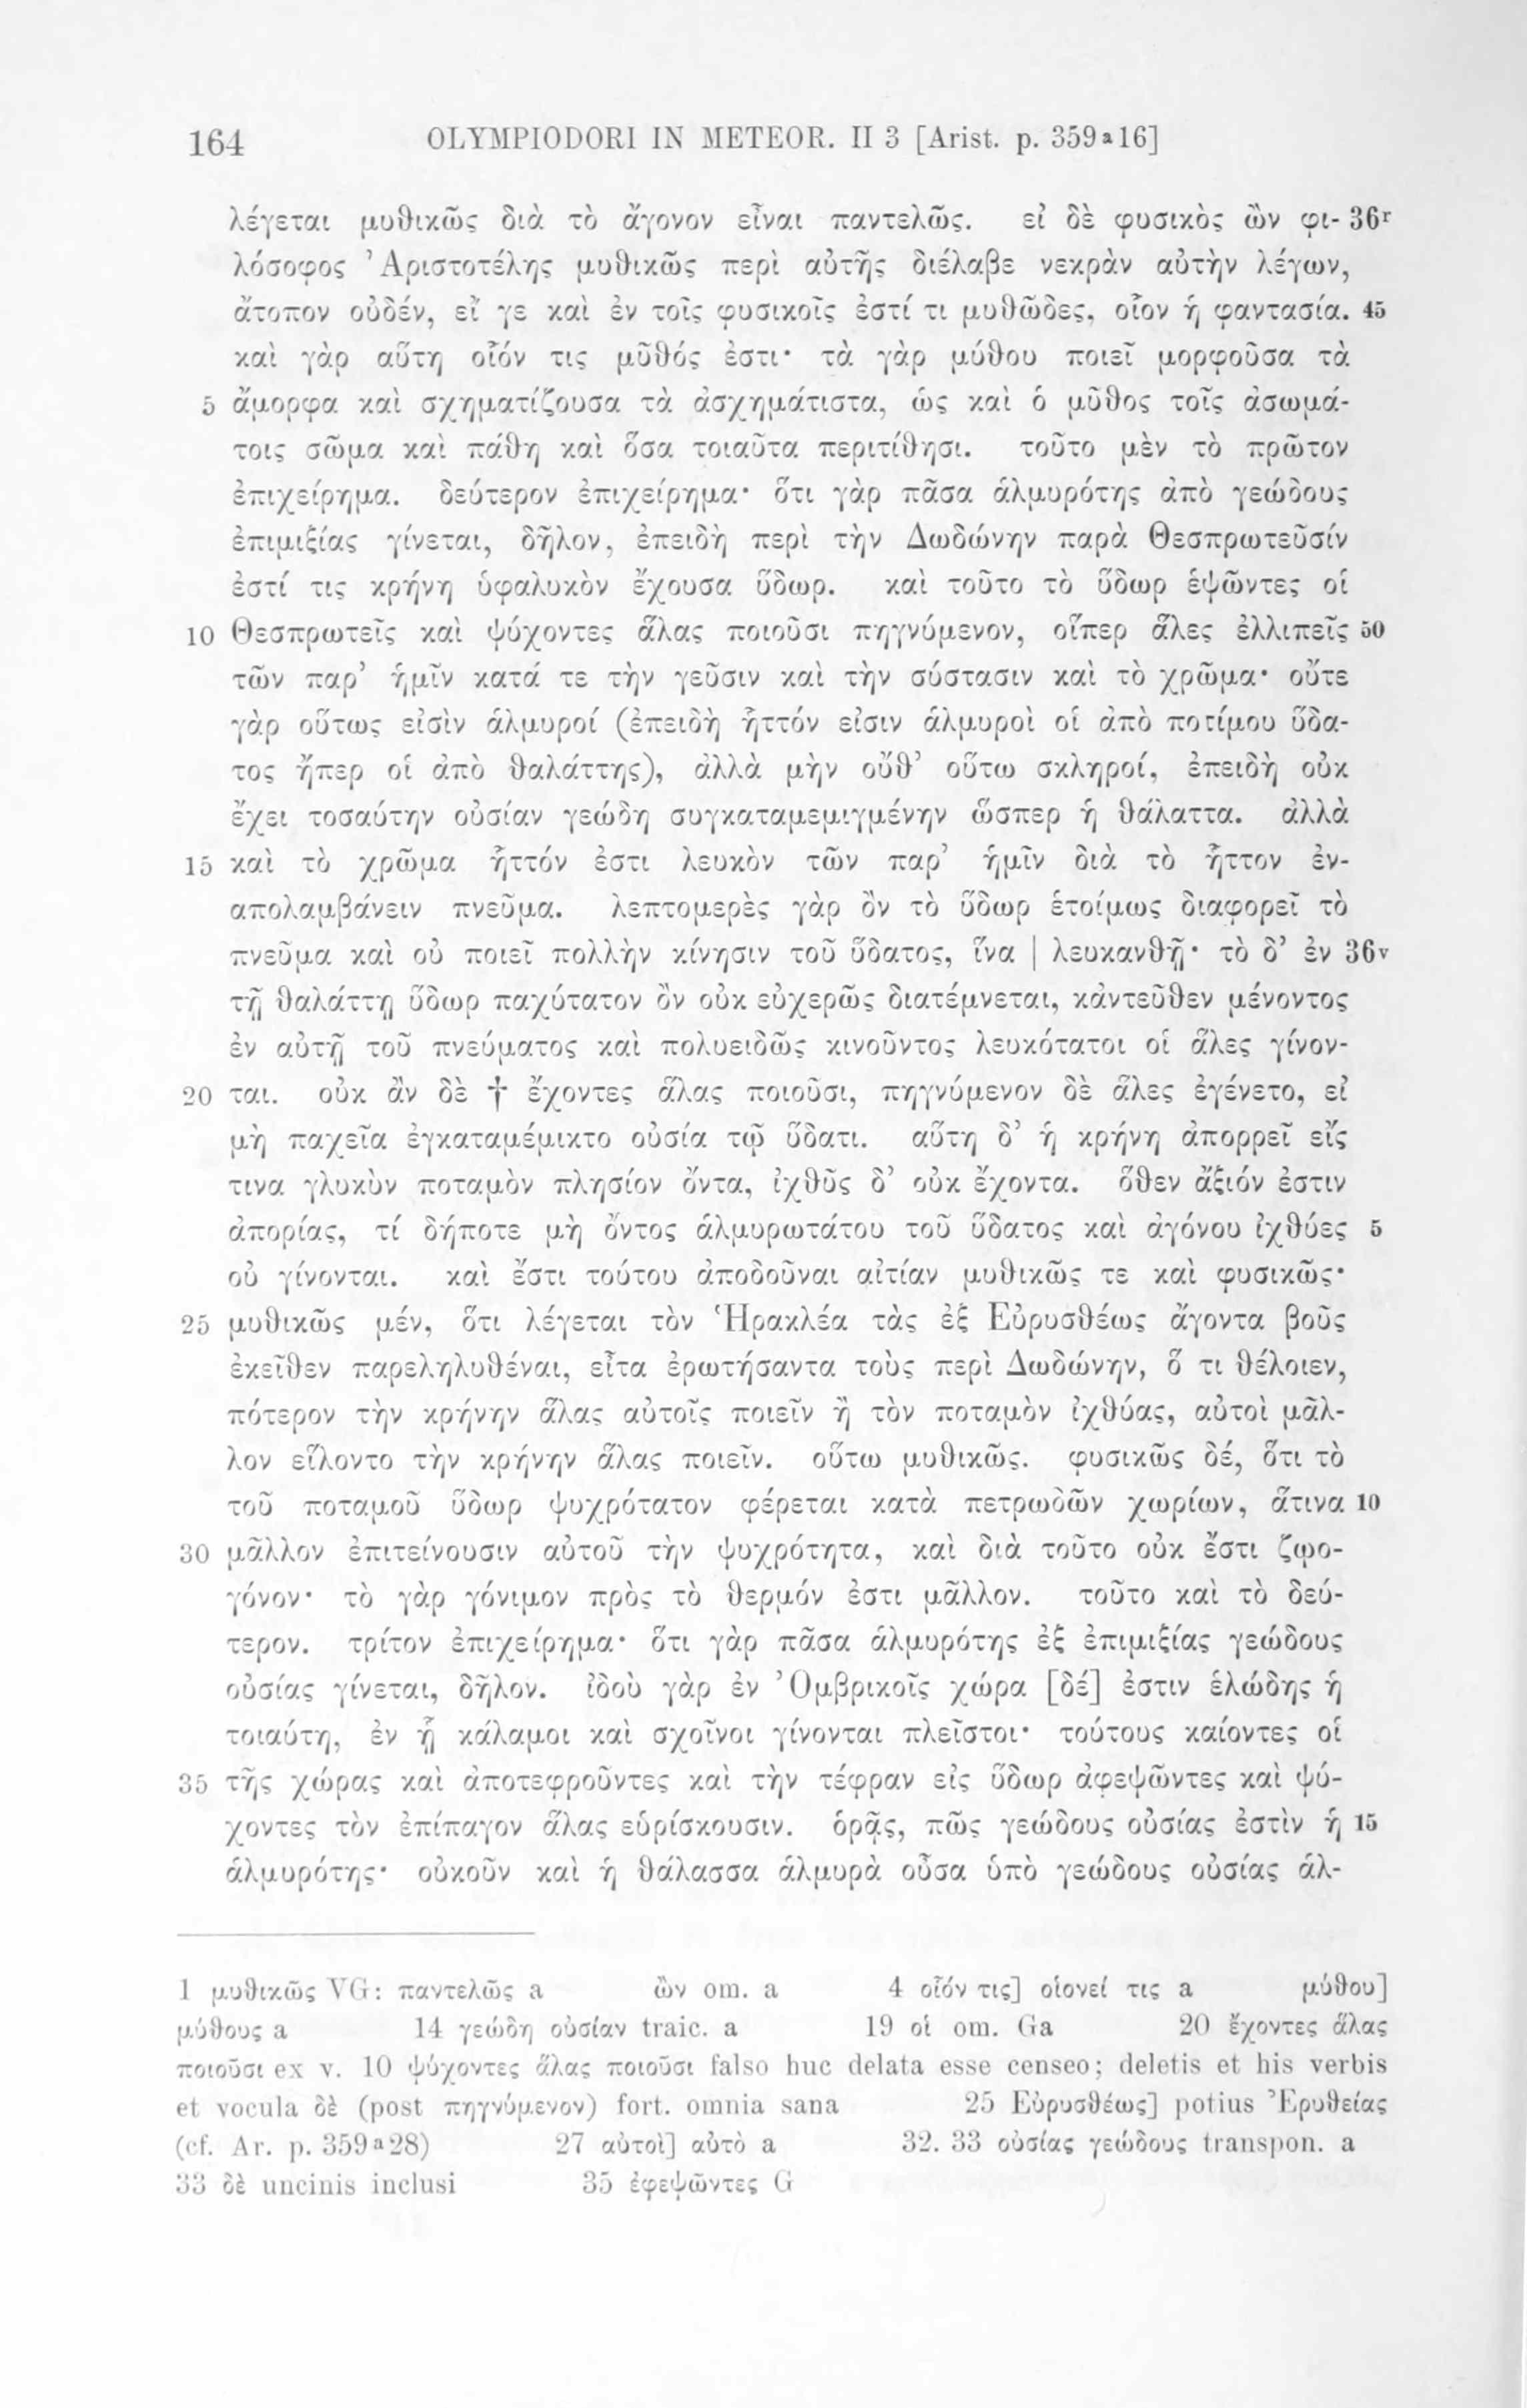 164 OLYMPIODORI IN METEOR. II 3 [Arist. p. 359ᵃ16]
λέγεται μυθικῶς διὰ τὸ ἄγονον εἶναι παντελῶς. εἰ δὲ φυσικὸς ὢν φι- 36ʳ
λόσοφος Ἀριστοτέλης μυθικῶς περὶ αὐτῆς διέλαβε νεκρὰν αὐτὴν λέγων,
ἄτοπον οὐδέν, εἴ γε καὶ ἐν τοῖς φυσικοῖς ἐστί τι μυθῶδες, οἷον ἡ φαντασία. 45
καὶ γὰρ αὕτη οἷόν τις μῦθός ἐστι· τὰ γὰρ μύθου ποιεῖ μορφοῦσα τὰ
5 ἄμορφα καὶ σχηματίζουσα τὰ ἀσχημάτιστα, ὡς καὶ ὁ μῦθος τοῖς ἀσωμά-
τοις σῶμα καὶ πάθη καὶ ὅσα τοιαῦτα περιτίθησι. τοῦτο μὲν τὸ πρῶτον
ἐπιχείρημα. δεύτερον ἐπιχείρημα· ὅτι γὰρ πᾶσα ἁλμυρότης ἀπὸ γεώδους
ἐπιμιξίας γίνεται, δῆλον, ἐπειδὴ περὶ τὴν Δωδώνην παρὰ Θεσπρωτεῦσίν
ἐστί τις κρήνη ὑφαλυκὸν ἔχουσα ὕδωρ. καὶ τοῦτο τὸ ὕδωρ ἑψῶντες οἱ
10 Θεσπρωτεῖς καὶ ψύχοντες ἅλας ποιοῦσι πηγνύμενον, οἵπερ ἅλες ἐλλιπεῖς 50
τῶν παρ’ ἡμῖν κατά τε τὴν γεῦσιν καὶ τὴν σύστασιν καὶ τὸ χρῶμα· οὔτε
γὰρ οὕτως εἰσὶν ἁλμυροί (ἐπειδὴ ἧττόν εἰσιν ἁλμυροὶ οἱ ἀπὸ ποτίμου ὕδα-
τος ἤπερ οἱ ἀπὸ θαλάττης), ἀλλὰ μὴν οὔθ’ οὕτω σκληροί, ἐπειδὴ οὐκ
ἔχει τοσαύτην οὐσίαν γεώδη συγκαταμεμιγμένην ὥσπερ ἡ θάλαττα. ἀλλὰ
15 καὶ τὸ χρῶμα ἧττόν ἐστι λευκὸν τῶν παρ’ ἡμῖν διὰ τὸ ἧττον ἐν-
απολαμβάνειν πνεῦμα. λεπτομερὲς γὰρ ὂν τὸ ὕδωρ ἑτοίμως διαφορεῖ τὸ
πνεῦμα καὶ οὐ ποιεῖ πολλὴν κίνησιν τοῦ ὕδατος, ἵνα | λευκανθῇ· τὸ δ’ ἐν 36ᵛ
τῇ θαλάττῃ ὕδωρ παχύτατον ὂν οὐκ εὐχερῶς διατέμνεται, κἀντεῦθεν μένοντος
ἐν αὐτῇ τοῦ πνεύματος καὶ πολυειδῶς κινοῦντος λευκότατοι οἱ ἅλες γίνον-
20 ται. οὐκ ἂν δὲ † ἔχοντες ἅλας ποιοῦσι, πηγνύμενον δὲ ἅλες ἐγένετο, εἰ
μὴ παχεῖα ἐγκαταμέμικτο οὐσία τῷ ὕδατι. αὕτη δ’ ἡ κρήνη ἀπορρεῖ εἴς
τινα γλυκὺν ποταμὸν πλησίον ὄντα, ἰχθῦς δ’ οὐκ ἔχοντα. ὅθεν ἄξιόν ἐστιν
ἀπορίας, τί δήποτε μὴ ὄντος ἁλμυρωτάτου τοῦ ὕδατος καὶ ἀγόνου ἰχθύες 5
οὐ γίνονται. καὶ ἔστι τούτου ἀποδοῦναι αἰτίαν μυθικῶς τε καὶ φυσικῶς·
25 μυθικῶς μέν, ὅτι λέγεται τὸν Ἡρακλέα τὰς ἐξ Εὐρυσθέως ἄγοντα βοῦς
ἐκεῖθεν παρεληλυθέναι, εἶτα ἐρωτήσαντα τοὺς περὶ Δωδώνην, ὅ τι θέλοιεν,
πότερον τὴν κρήνην ἅλας αὐτοῖς ποιεῖν ἢ τὸν ποταμὸν ἰχθύας, αὐτοὶ μᾶλ-
λον εἵλοντο τὴν κρήνην ἅλας ποιεῖν. οὕτω μυθικῶς. φυσικῶς δέ, ὅτι τὸ
τοῦ ποταμοῦ ὕδωρ ψυχρότατον φέρεται κατὰ πετρωδῶν χωρίων, ἅτινα 10
30 μᾶλλον ἐπιτείνουσιν αὐτοῦ τὴν ψυχρότητα, καὶ διὰ τοῦτο οὐκ ἔστι ζῳο-
γόνον· τὸ γὰρ γόνιμον πρὸς τὸ θερμόν ἐστι μᾶλλον. τοῦτο καὶ τὸ δεύ-
τερον. τρίτον ἐπιχείρημα· ὅτι γὰρ πᾶσα ἁλμυρότης ἐξ ἐπιμιξίας γεώδους
οὐσίας γίνεται, δῆλον. ἰδοὺ γὰρ ἐν Ὀμβρικοῖς χώρα [δέ] ἐστιν ἑλώδης ἡ
τοιαύτη, ἐν ᾗ κάλαμοι καὶ σχοῖνοι γίνονται πλεῖστοι· τούτους καίοντες οἱ
35 τῆς χώρας καὶ ἀποτεφροῦντες καὶ τὴν τέφραν εἰς ὕδωρ ἀφεψῶντες καὶ ψύ-
χοντες τὸν ἐπίπαγον ἅλας εὑρίσκουσιν. ὁρᾷς, πῶς γεώδους οὐσίας ἐστὶν ἡ 15
ἁλμυρότης· οὐκοῦν καὶ ἡ θάλασσα ἁλμυρὰ οὖσα ὑπὸ γεώδους οὐσίας ἁλ-
1 μυθικῶς VG: παντελῶς a ὢν om. a 4 οἷόν τις] οἱονεί τις a μύθου]
μύθους a 14 γεώδη οὐσίαν traic. a 19 οἱ om. Ga 20 ἔχοντες ἅλας
ποιοῦσι ex v. 10 ψύχοντες ἅλας ποιοῦσι falso huc delata esse censeo; deletis et his verbis
et vocula δὲ (post πηγνύμενον) fort. omnia sana 25 Εὐρυσθέως] potius Ἐρυθείας
(cf. Ar. p. 359ᵃ28) 27 αὐτοὶ] αὐτὸ a 32. 33 οὐσίας γεώδους transpon. a
33 δὲ uncinis inclusi 35 ἐφεψῶντες G